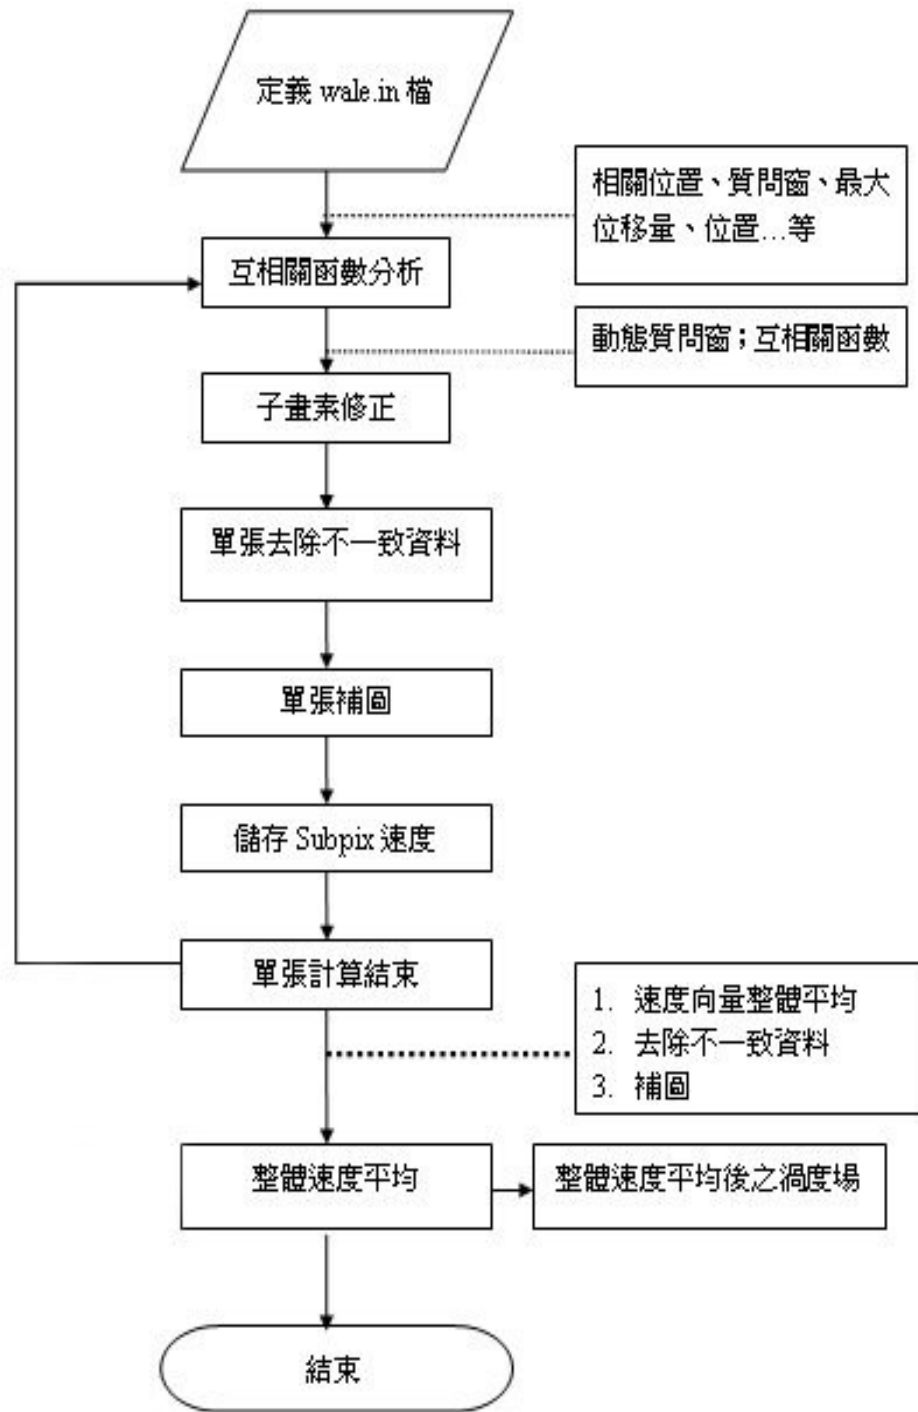 定義 wale.in 檔
相關位置、質問窗、最大
位移量、位置...等
互相關函數分析
動態質問窗；互相關函數
子畫素修正
單張去除不一致資料
單張補圖
儲存 Subpix 速度
單張計算結束
1. 速度向量整體平均
2. 去除不一致資料
3. 補圖
整體速度平均
整體速度平均後之渦度場
結束